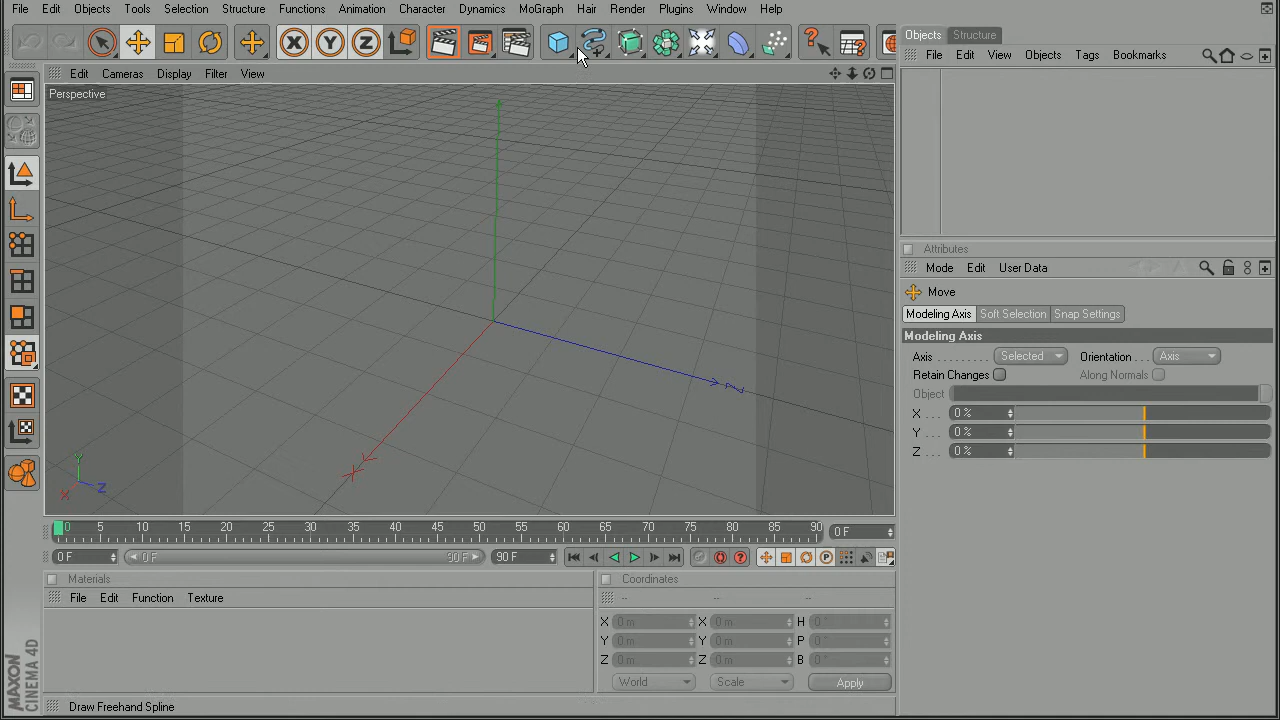 File Edit Objects Tools Selection Structure Functions Animation Character Dynamics MoGraph Hair Render Plugins Window Help
Objects Structure
File Edit View Objects Tags Bookmarks
Edit Cameras Display Filter View
Perspective
Y
X
Z
Attributes
Mode Edit User Data
Move
Modeling Axis Soft Selection Snap Settings
Modeling Axis
Axis Selected Orientation Axis
Retain Changes Along Normals
Object
X 0 %
Y 0 %
Z 0 %
X
Z
Y
X Z
0 5 10 15 20 25 30 35 40 45 50 55 60 65 70 75 80 85 90 0 F
0 F 0 F 90 F 90 F
Materials
File Edit Function Texture
Coordinates
-- -- --
X 0 m X 0 m H 0 °
Y 0 m Y 0 m P 0 °
Z 0 m Z 0 m B 0 °
World Scale Apply
MAXON
CINEMA 4D
Draw Freehand Spline